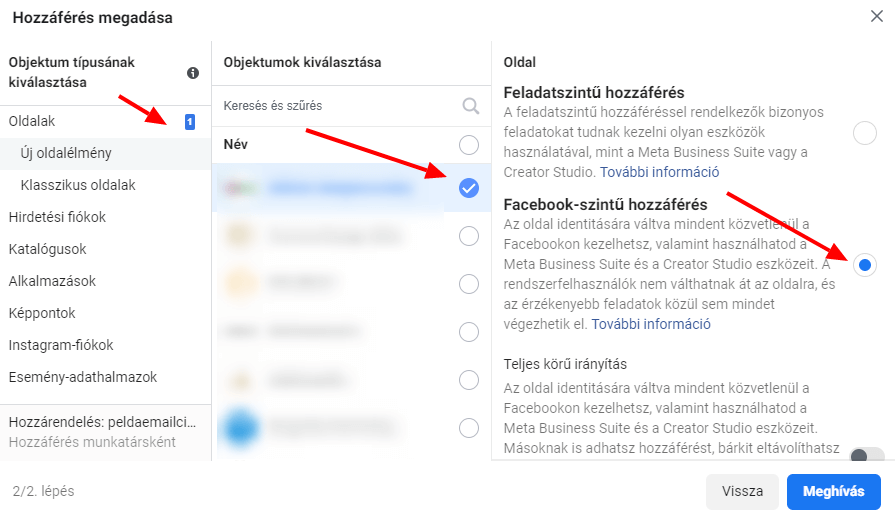 Hozzáférés megadása
Objektum típusának
kiválasztása
Oldalak
1
Új oldalélmény
Klasszikus oldalak
Hirdetési fiókok
Katalógusok
Alkalmazások
Képpontok
Instagram-fiókok
Esemény-adathalmazok
Hozzárendelés: peldaemailci...
Hozzáférés munkatársként
Objektumok kiválasztása
Keresés és szűrés
Név
Oldal
Feladatszintű hozzáférés
A feladatszintű hozzáféréssel rendelkezők bizonyos
feladatokat tudnak kezelni olyan eszközök
használatával, mint a Meta Business Suite vagy a
Creator Studio. További információ
Facebook-szintű hozzáférés
Az oldal identitására váltva mindent közvetlenül a
Facebookon kezelhetsz, valamint használhatod a
Meta Business Suite és a Creator Studio eszközeit. A
rendszerfelhasználók nem válthatnak át az oldalra, és
az érzékenyebb feladatok közül sem mindet
végezhetik el. További információ
Teljes körű irányítás
Az oldal identitására váltva mindent közvetlenül a
Facebookon kezelhetsz, valamint használhatod a
Meta Business Suite és a Creator Studio eszközeit.
Másoknak is adhatsz hozzáférést, bárkit eltávolíthatsz
2/2. lépés
Vissza
Meghívás